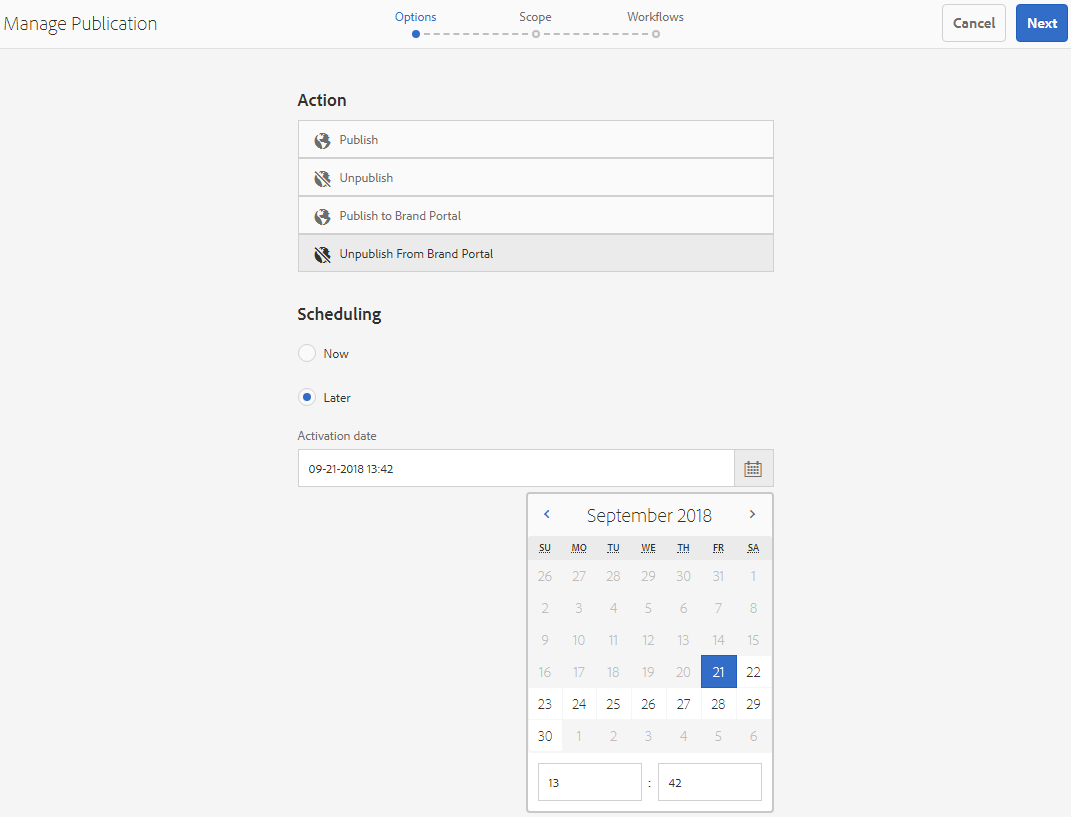 Manage Publication
Options Scope Workflows
Cancel Next
Action
Publish
Unpublish
Publish to Brand Portal
Unpublish From Brand Portal
Scheduling
Now
Later
Activation date
09-21-2018 13:42
September 2018
SU MO TU WE TH FR SA
26 27 28 29 30 31 1
2 3 4 5 6 7 8
9 10 11 12 13 14 15
16 17 18 19 20 21 22
23 24 25 26 27 28 29
30 1 2 3 4 5 6
13 : 42